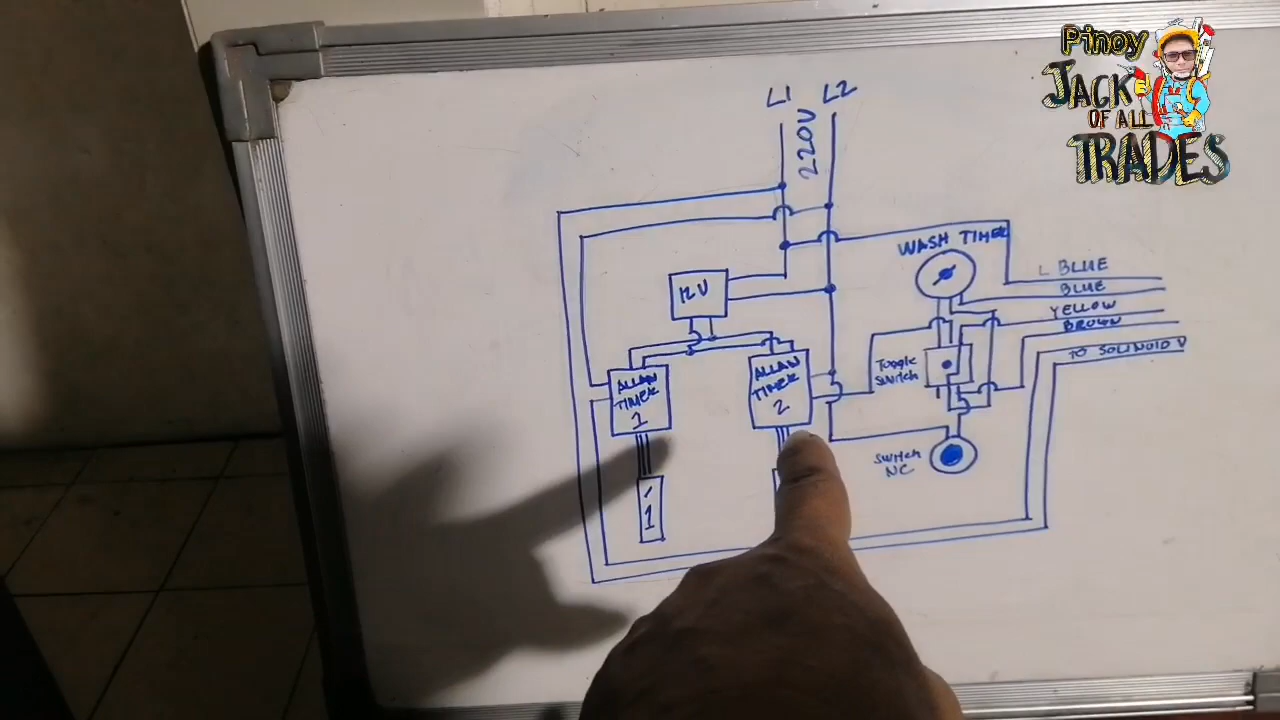 Pinoy
JACK
OF ALL
TRADES
L1 L2
220V
WASH TIMER
L BLUE
BLUE
YELLOW
BROWN
TO SOLINOID V
12V
Toggle
Switch
ALLAN
TIMER
1
ALLAN
TIMER
2
Switch
NC
1